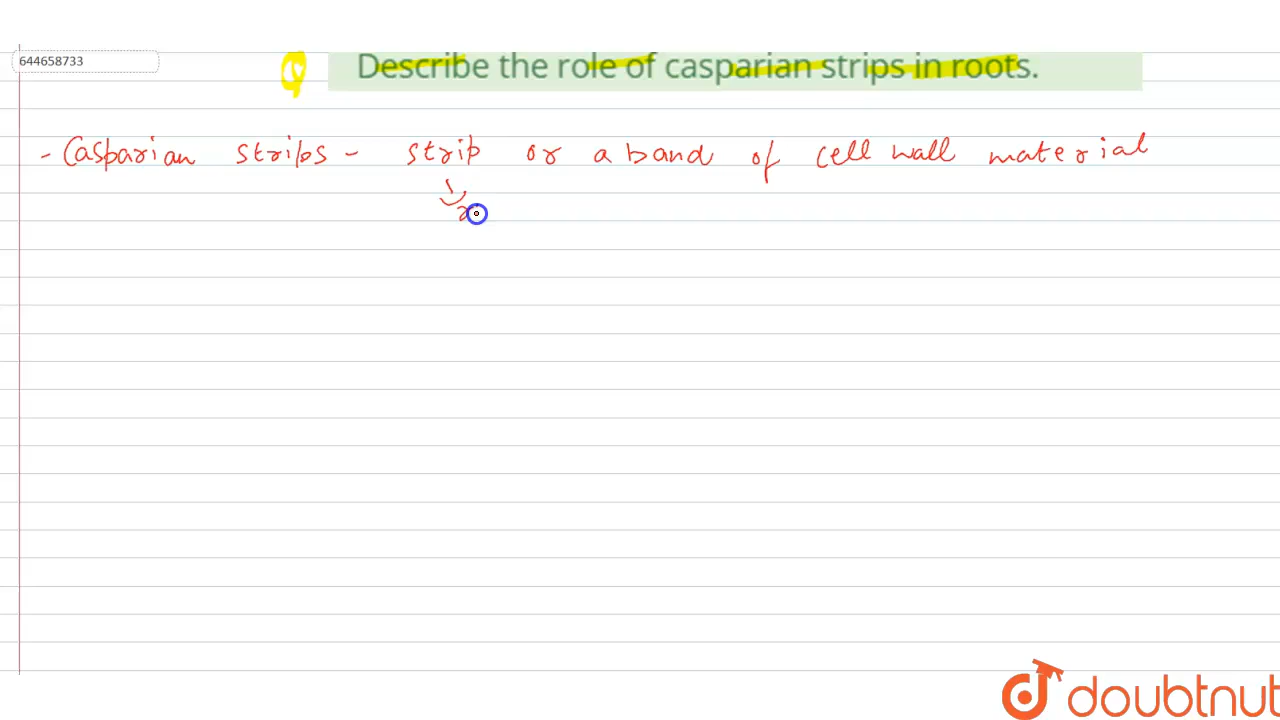 644658733
Q Describe the role of casparian strips in roots.
- Casparian strips - strip or a band of cell wall material
doubtnut